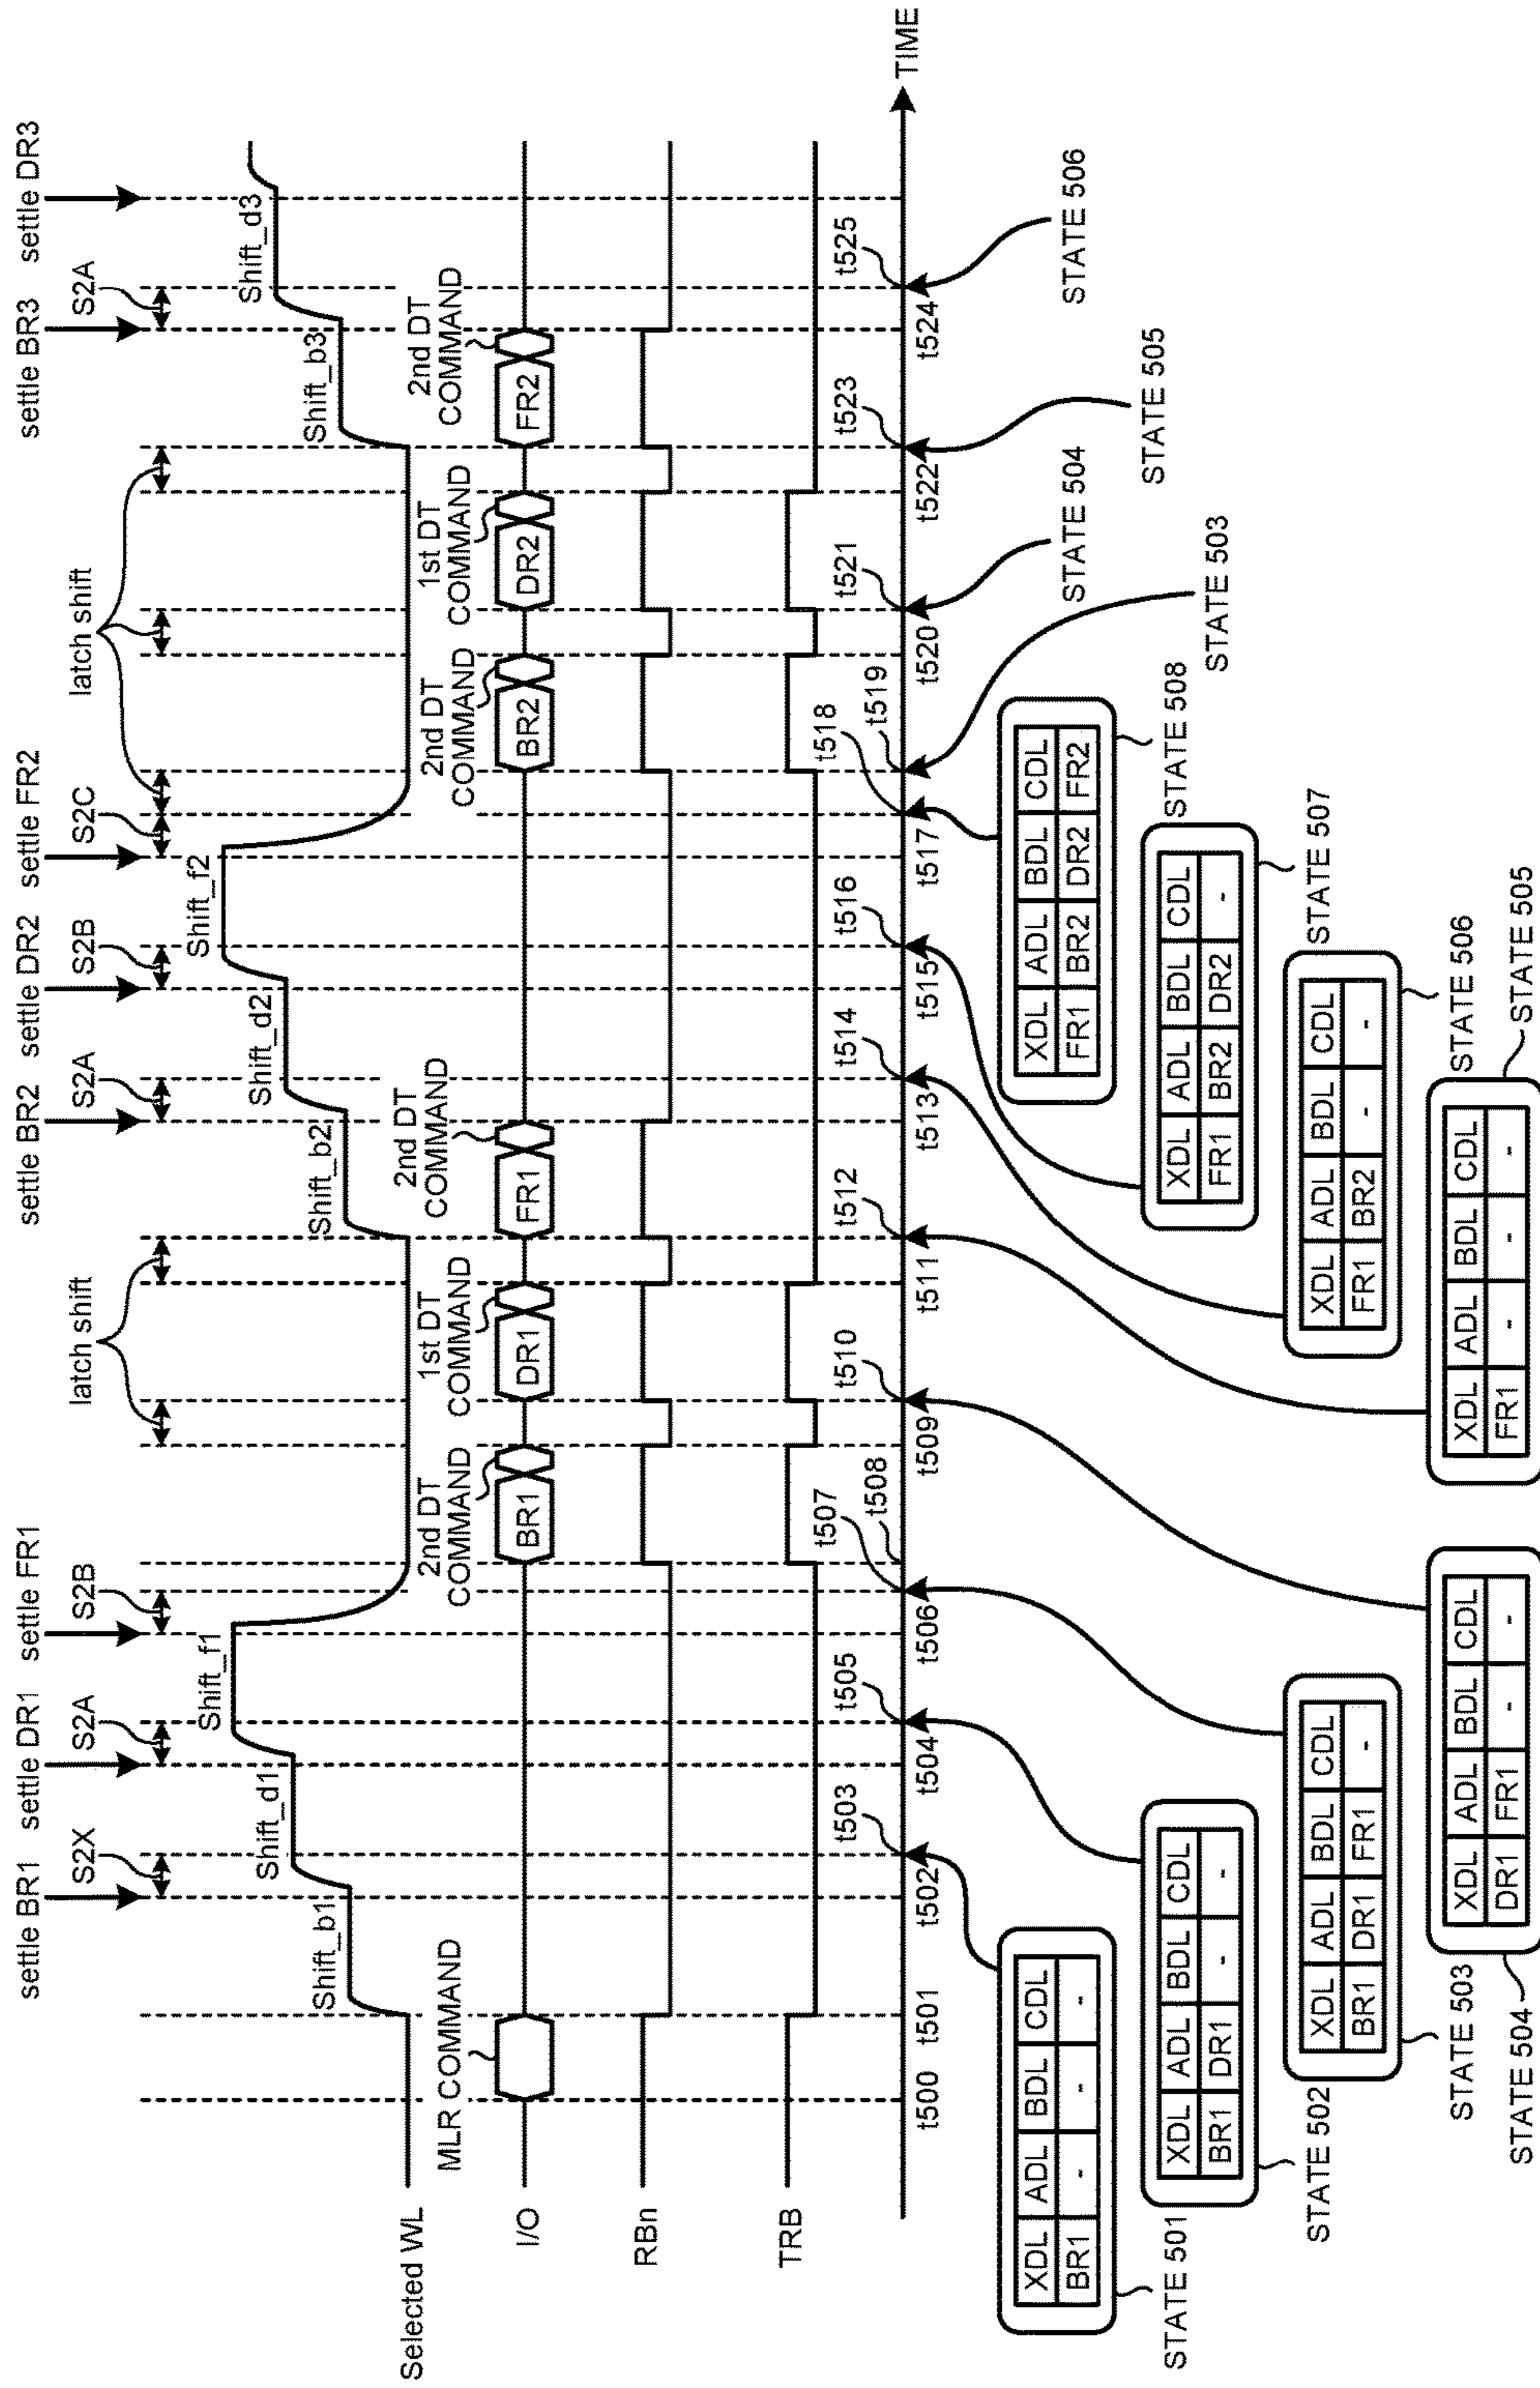 settle BR1 settle DR1 settle FR1 settle BR2 settle DR2 settle FR2 settle BR3 settle DR3
S2X S2A S2B S2A S2B S2C S2A
latch shift latch shift
Shift_b1 Shift_d1 Shift_f1 Shift_b2 Shift_d2 Shift_f2 Shift_b3 Shift_d3
Selected WL
MLR COMMAND
2nd DT COMMAND
1st DT COMMAND
2nd DT COMMAND
2nd DT COMMAND
1st DT COMMAND
2nd DT COMMAND
I/O BR1 DR1 FR1 BR2 DR2 FR2
RBn
TRB
t503 t505 t507 t508 t510 t512 t514 t516 t518 t519 t521 t523 t525
TIME
t500 t501 t502 t504 t506 t509 t511 t513 t515 t517 t520 t522 t524
XDL ADL BDL CDL
BR1 - - -
STATE 501
XDL ADL BDL CDL
BR1 DR1 - -
STATE 502
XDL ADL BDL CDL
BR1 DR1 FR1 -
STATE 503
XDL ADL BDL CDL
DR1 FR1 - -
STATE 504
XDL ADL BDL CDL
FR1 - - -
STATE 505
XDL ADL BDL CDL
FR1 BR2 - -
STATE 506
XDL ADL BDL CDL
FR1 BR2 DR2 -
STATE 507
XDL ADL BDL CDL
FR1 BR2 DR2 FR2
STATE 508
STATE 503
STATE 504
STATE 505
STATE 506